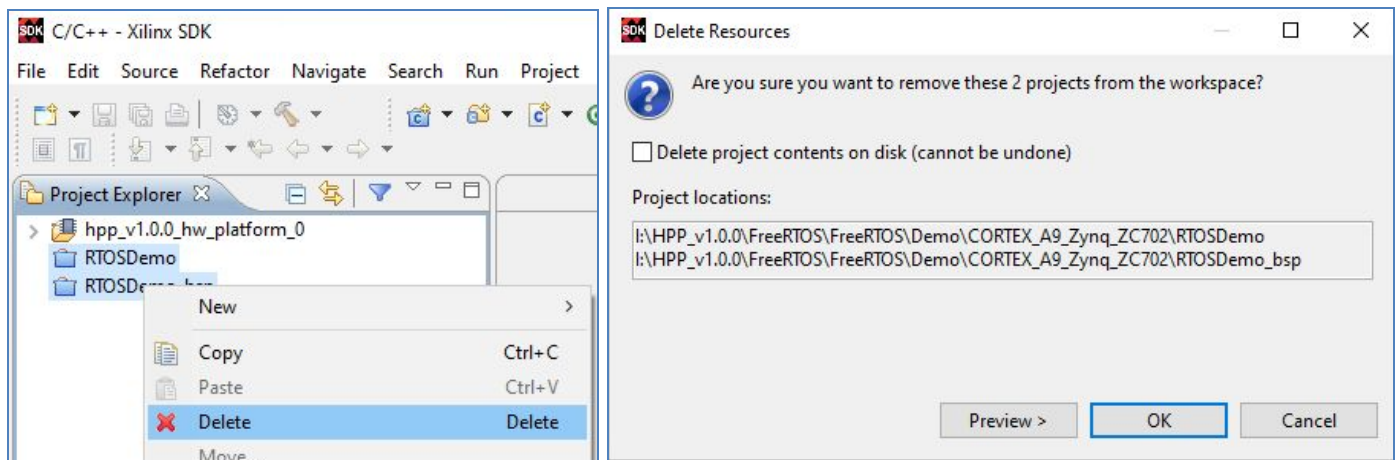 SDK C/C++ - Xilinx SDK
File Edit Source Refactor Navigate Search Run Project
Project Explorer
hpp_v1.0.0_hw_platform_0
RTOSDemo
RTOSDemo_bsp
New
Copy Ctrl+C
Paste Ctrl+V
Delete Delete
Move
SDK Delete Resources
Are you sure you want to remove these 2 projects from the workspace?
Delete project contents on disk (cannot be undone)
Project locations:
I:\HPP_v1.0.0\FreeRTOS\FreeRTOS\Demo\CORTEX_A9_Zynq_ZC702\RTOSDemo
I:\HPP_v1.0.0\FreeRTOS\FreeRTOS\Demo\CORTEX_A9_Zynq_ZC702\RTOSDemo_bsp
Preview > OK Cancel